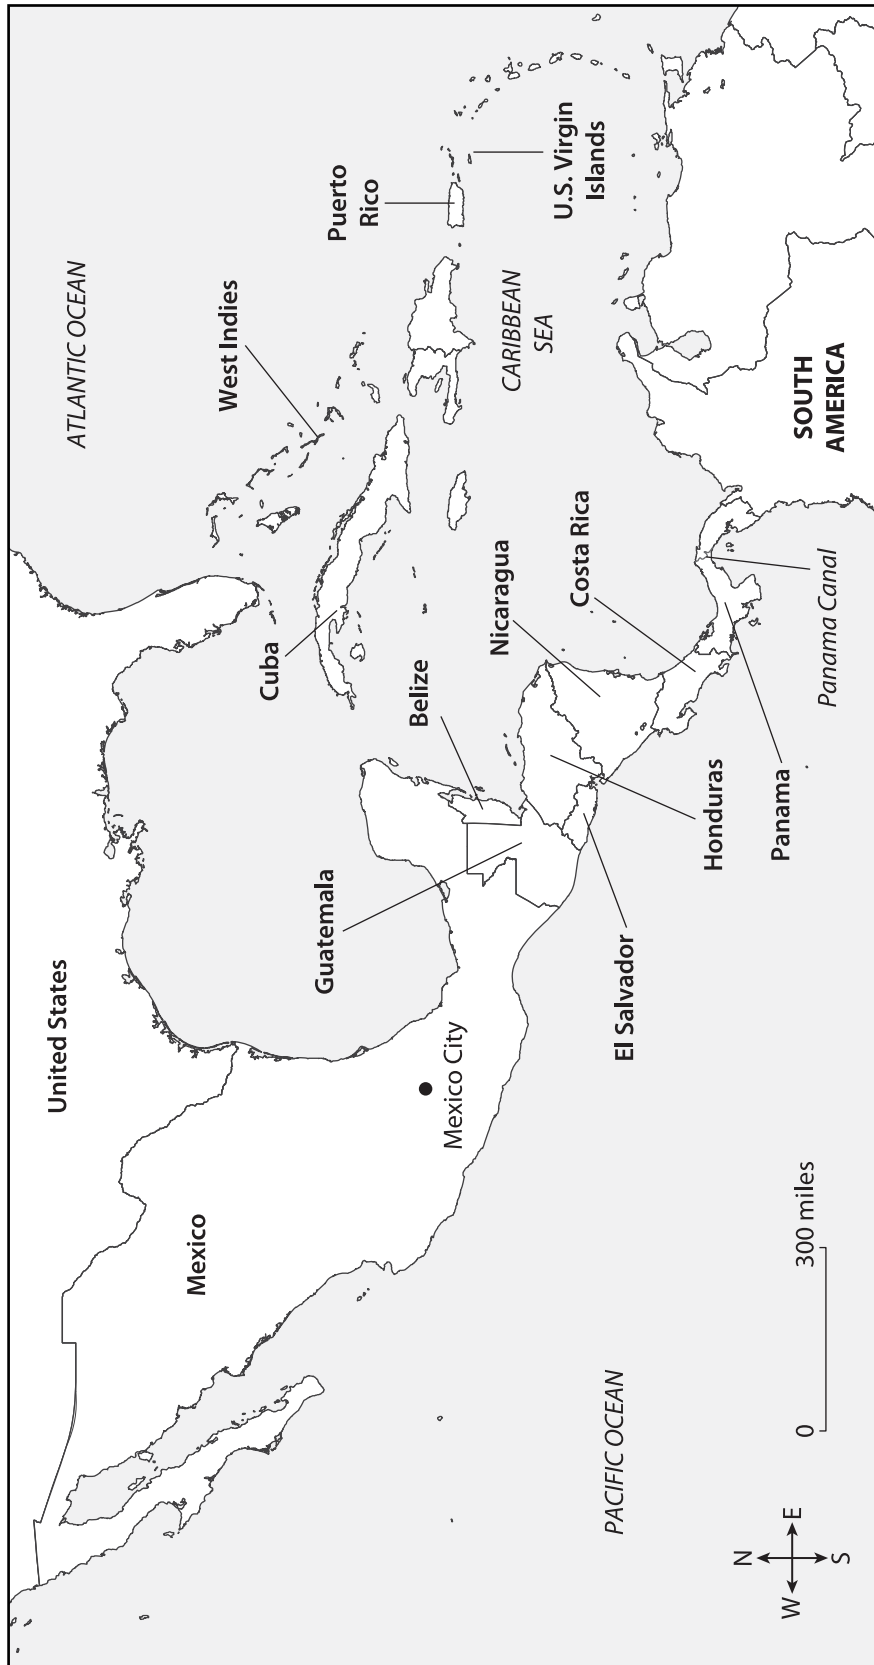 ATLANTIC OCEAN
United States
West Indies
Puerto
Rico
Mexico
Cuba
Guatemala
Belize
Mexico City
CARIBBEAN
SEA
U.S. Virgin
Islands
Nicaragua
Costa Rica
El Salvador
PACIFIC OCEAN
Honduras
Panama
Panama Canal
SOUTH
AMERICA
N
W
E
S
0
300 miles